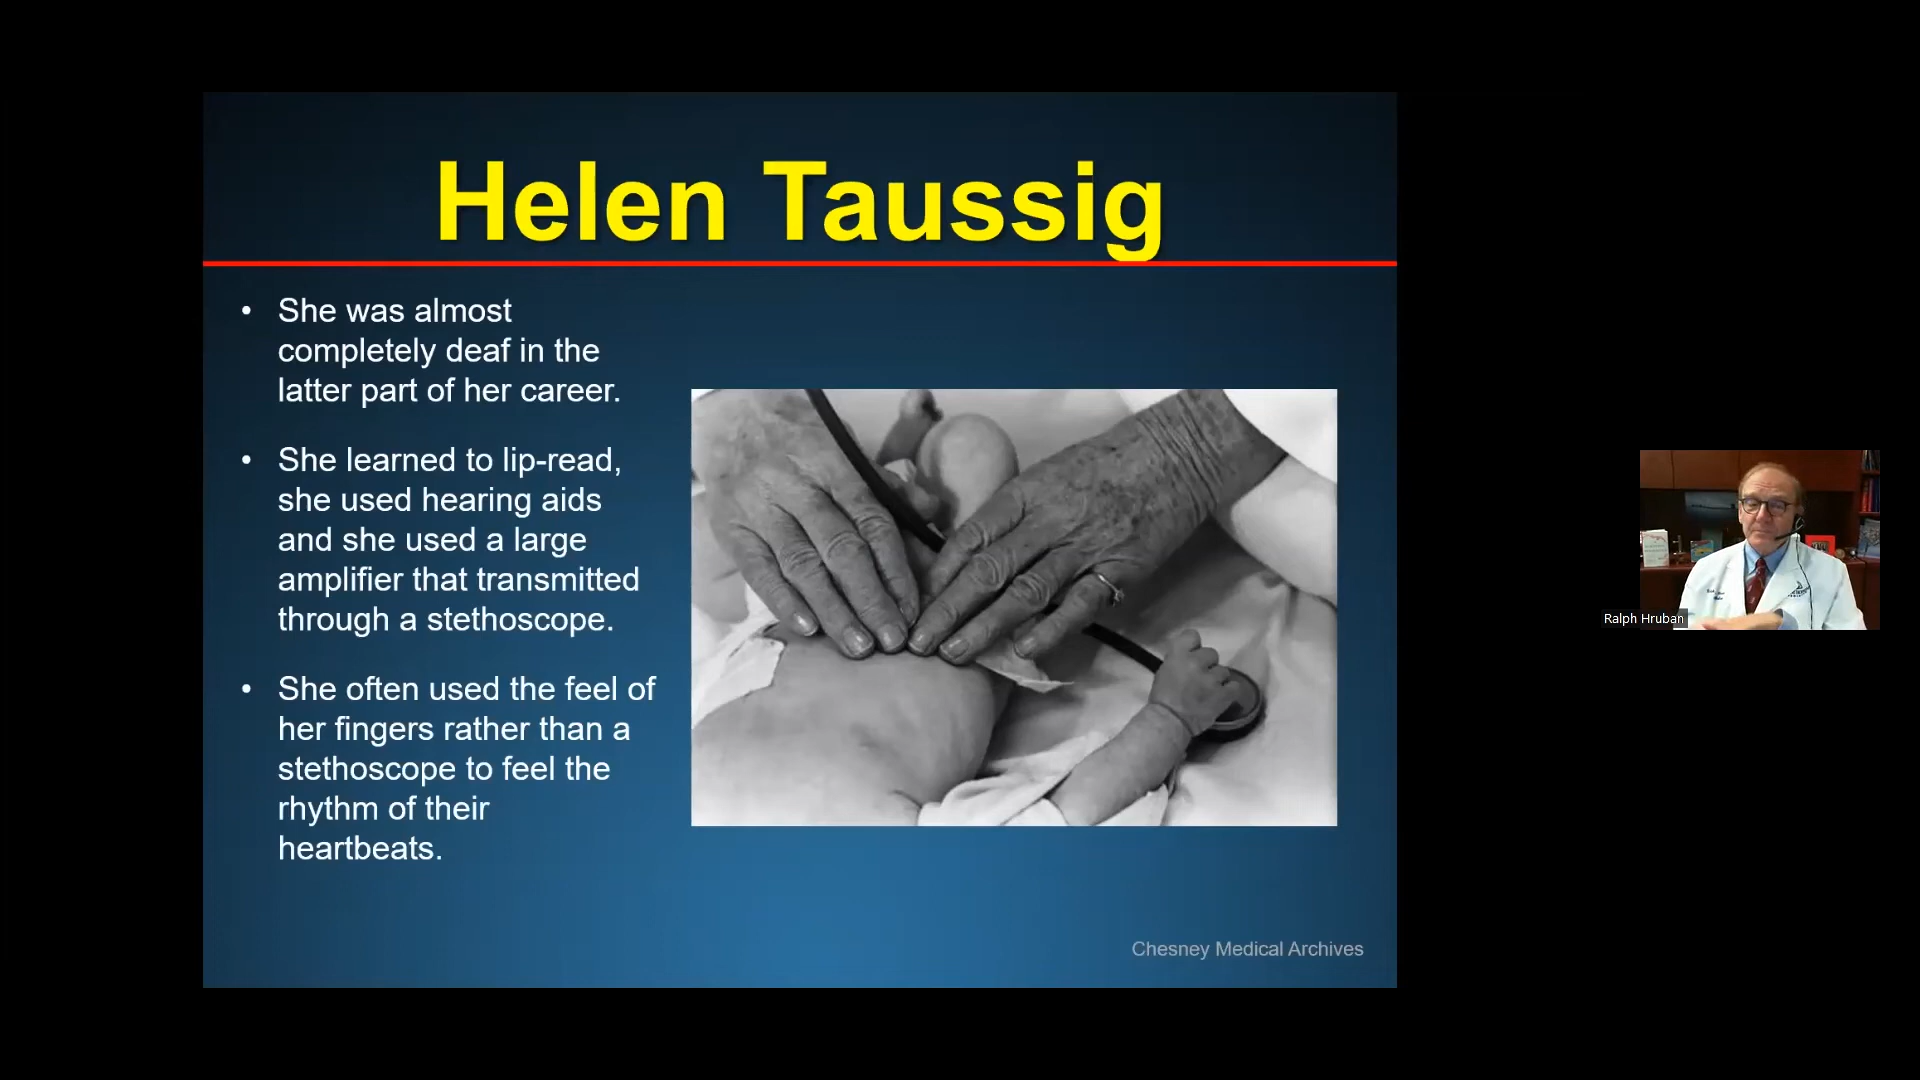 Helen Taussig
• She was almost
completely deaf in the
latter part of her career.
• She learned to lip-read,
she used hearing aids
and she used a large
amplifier that transmitted
through a stethoscope.
• She often used the feel of
her fingers rather than a
stethoscope to feel the
rhythm of their
heartbeats.
Chesney Medical Archives
Ralph Hruban